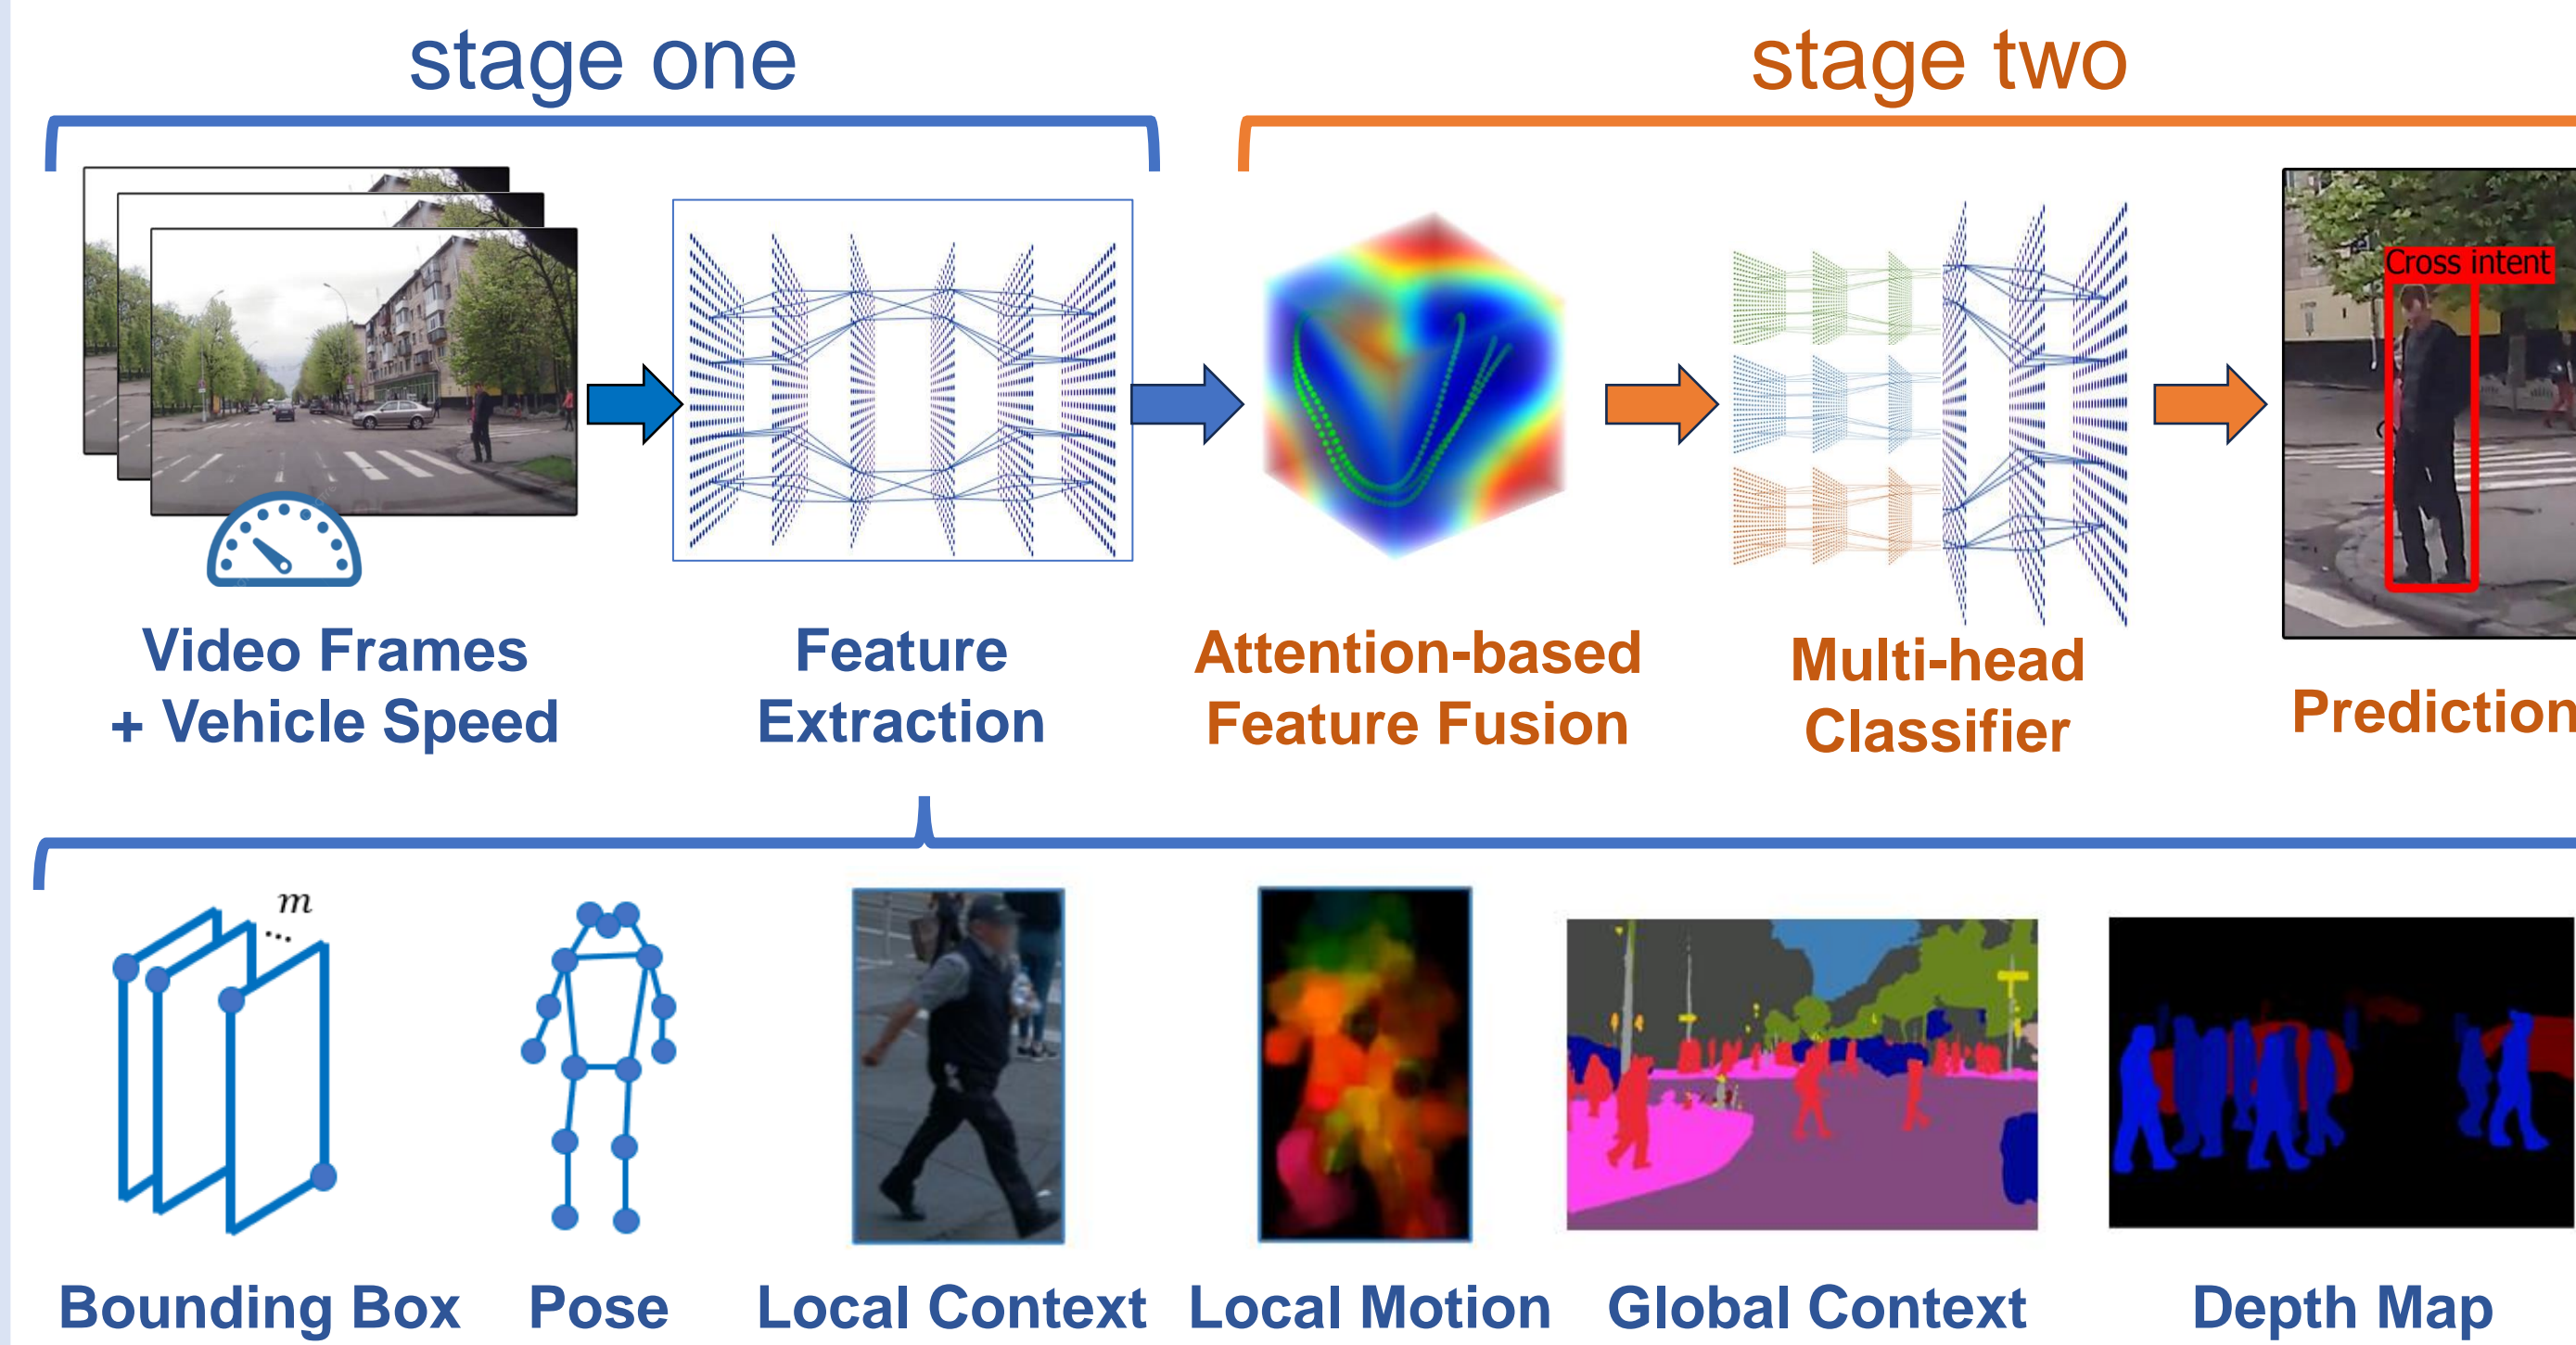 stage one
stage two
Cross intent
Video Frames
+ Vehicle Speed
Feature
Extraction
Attention-based
Feature Fusion
Multi-head
Classifier
Prediction
m
...
Bounding Box
Pose
Local Context
Local Motion
Global Context
Depth Map